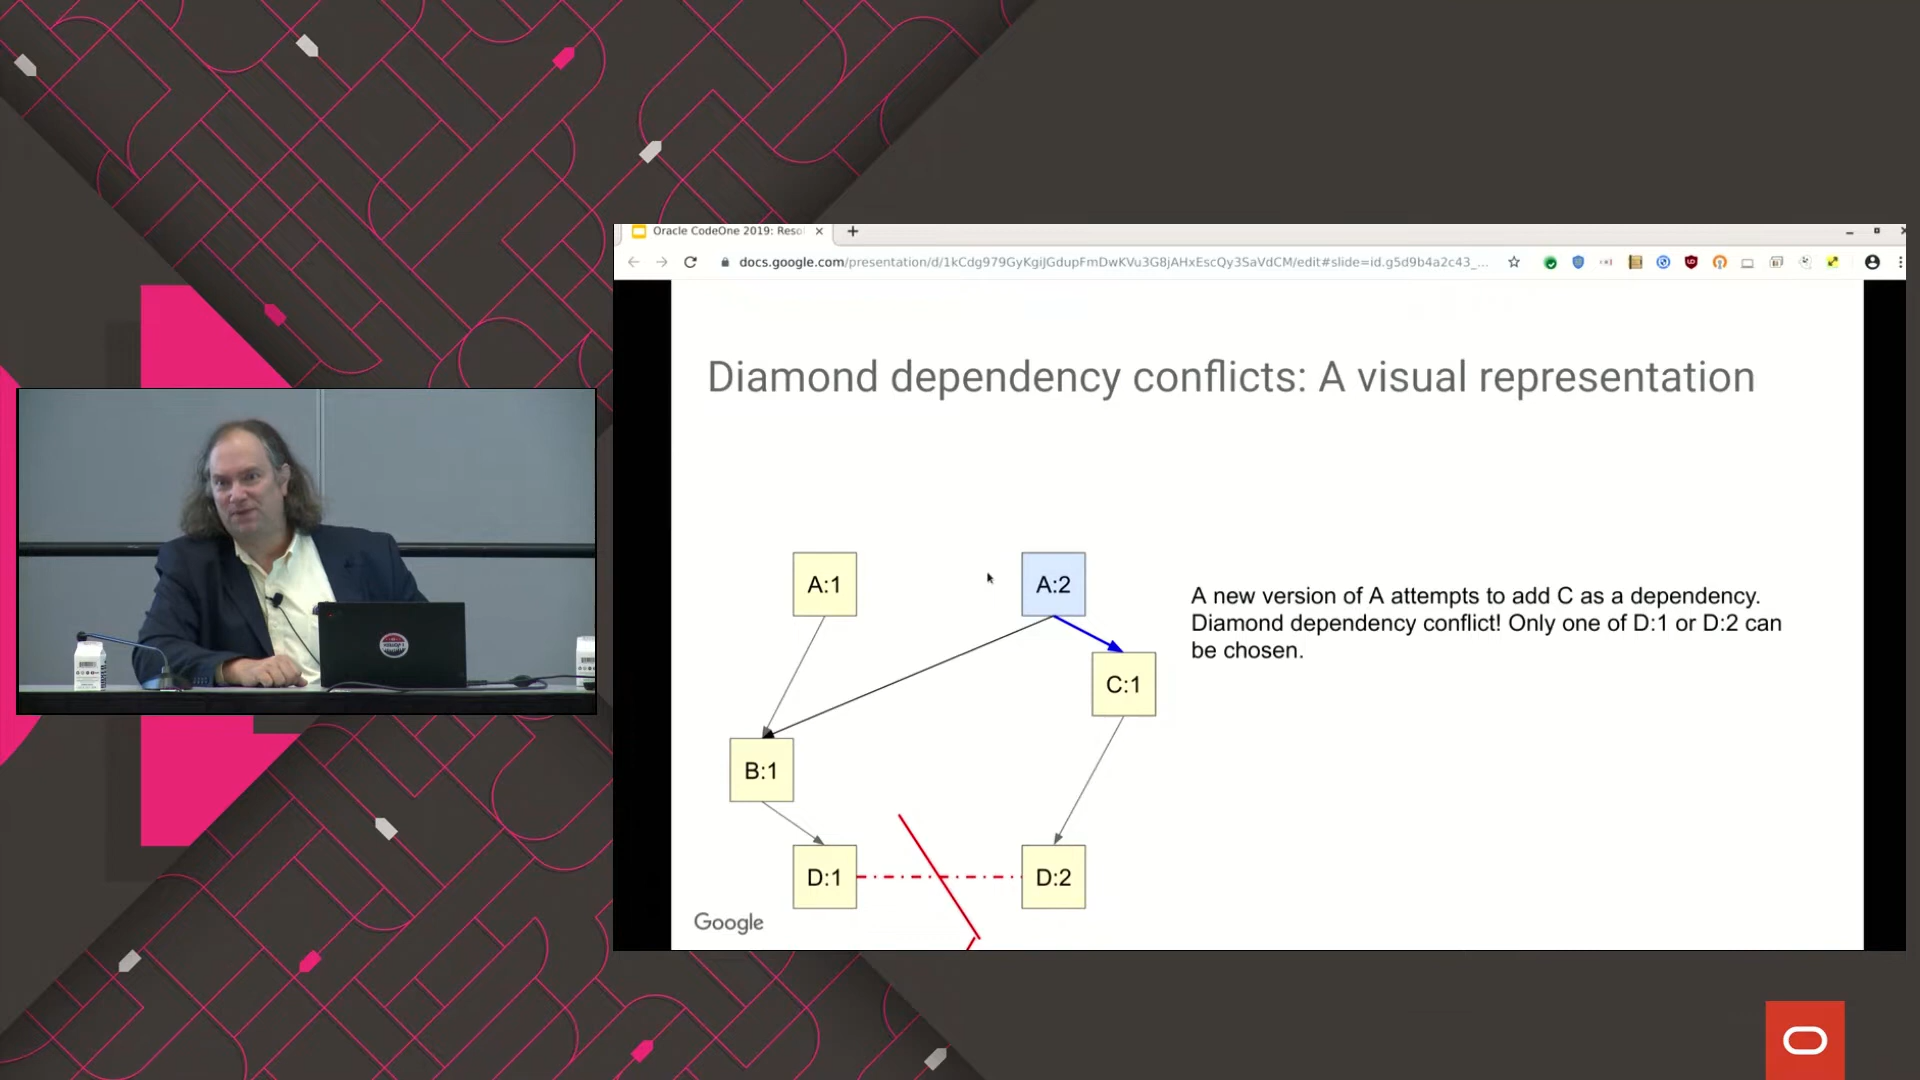 Oracle CodeOne 2019: Reso
docs.google.com/presentation/d/1kCdg979GyKgiJGdupFmDwKVu3G8jAHxEscQy3SaVdCM/edit#slide=id.g5d9b4a2c43_...
Diamond dependency conflicts: A visual representation
A:1
A:2
A new version of A attempts to add C as a dependency.
Diamond dependency conflict! Only one of D:1 or D:2 can
be chosen.
C:1
B:1
D:1
D:2
Google